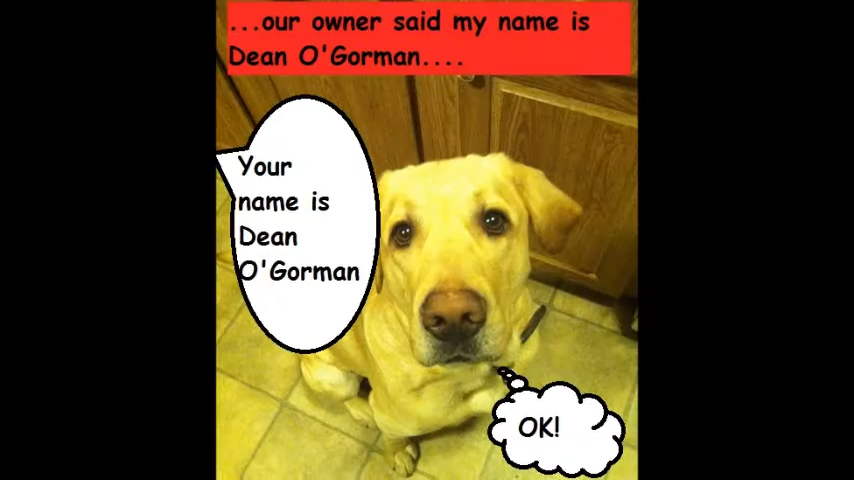 ...our owner said my name is
Dean O'Gorman....
Your
name is
Dean
O'Gorman
OK!